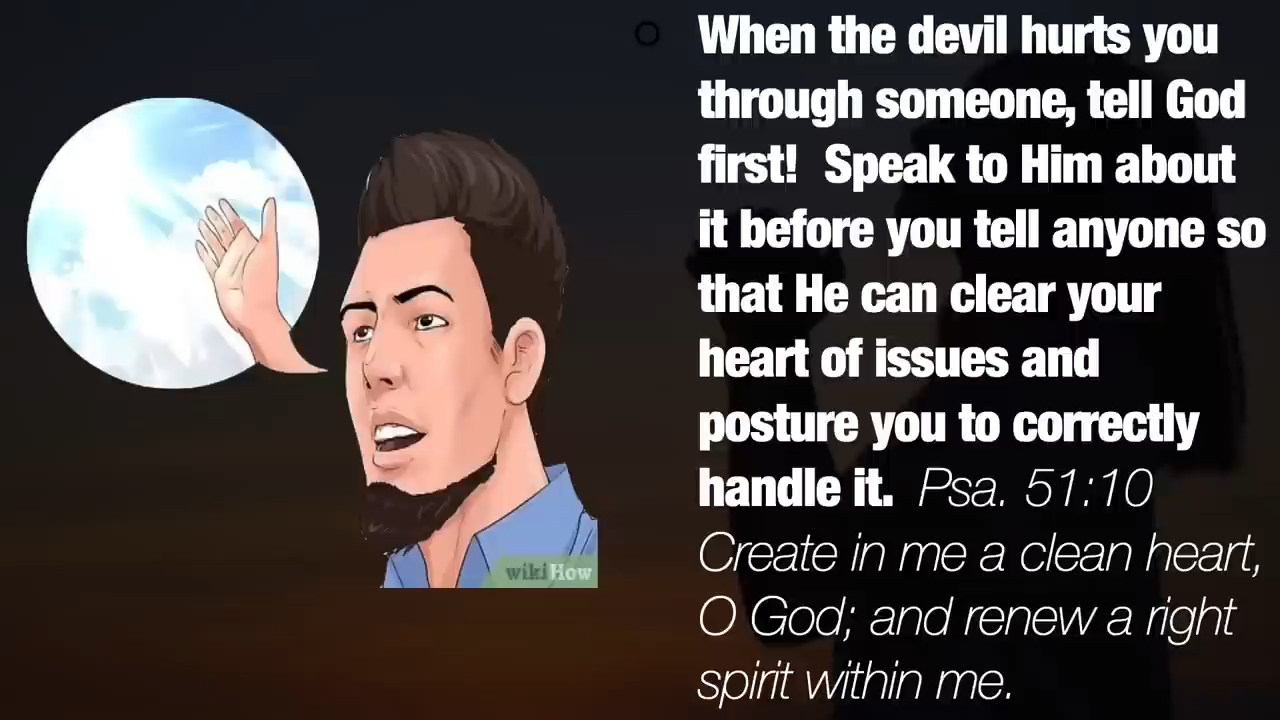 When the devil hurts you
through someone, tell God
first! Speak to Him about
it before you tell anyone so
that He can clear your
heart of issues and
posture you to correctly
handle it. Psa. 51:10
Create in me a clean heart,
O God; and renew a right
spirit within me.
wikiHow